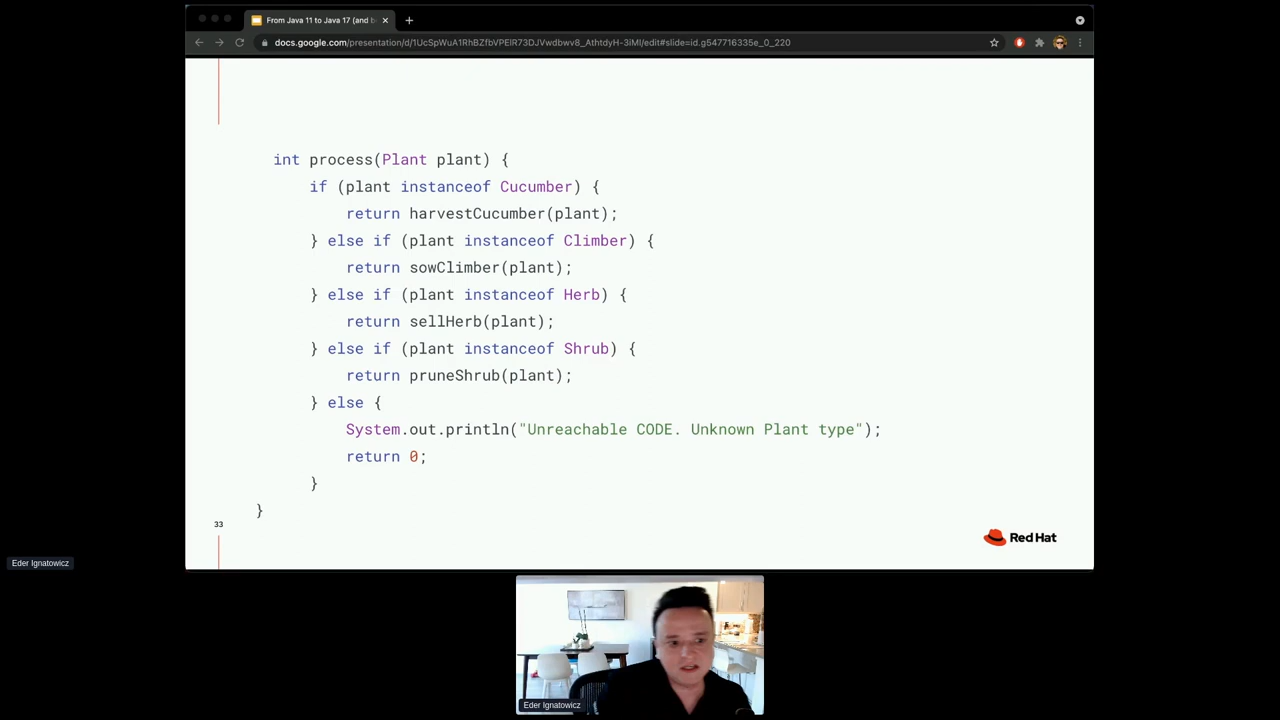 From Java 11 to Java 17 (and b
docs.google.com/presentation/d/1UcSpWuA1RhBZfbVPEIR73DJVwdbwv8_AthtdyH-3iMI/edit#slide=id.g547716335e_0_220
int process(Plant plant) {
if (plant instanceof Cucumber) {
return harvestCucumber(plant);
} else if (plant instanceof Climber) {
return sowClimber(plant);
} else if (plant instanceof Herb) {
return sellHerb(plant);
} else if (plant instanceof Shrub) {
return pruneShrub(plant);
} else {
System.out.println("Unreachable CODE. Unknown Plant type");
return 0;
}
}
33
Red Hat
Eder Ignatowicz
Eder Ignatowicz